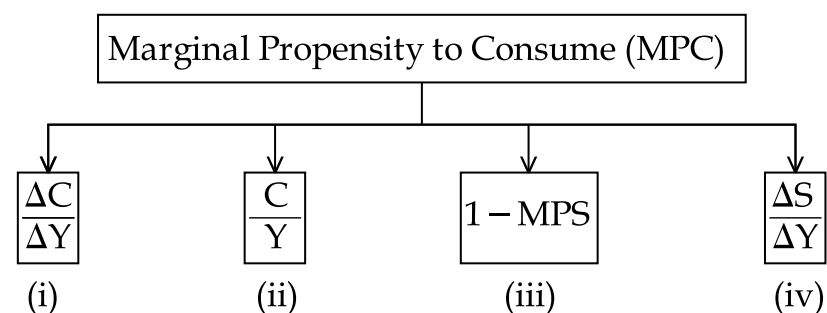 Marginal Propensity to Consume (MPC)
ΔC C 1 – MPS ΔS
ΔY Y ΔY
(i) (ii) (iii) (iv)